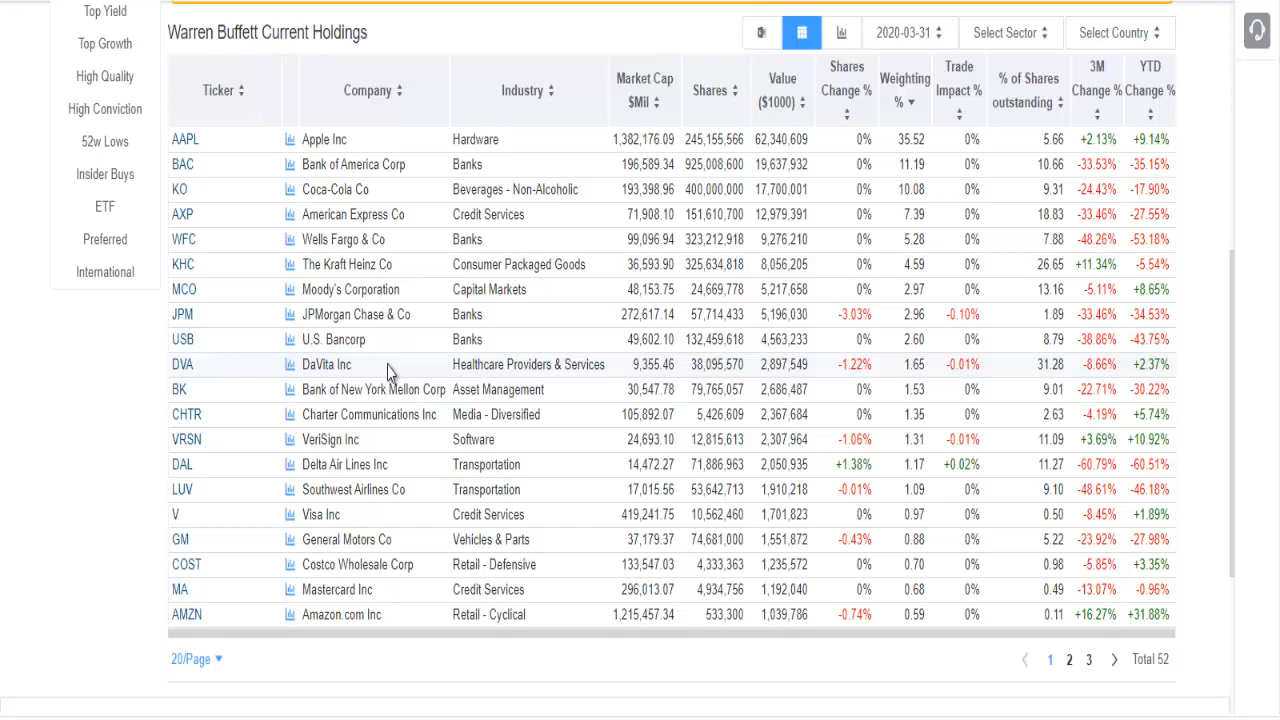 Top Yield
Top Growth
High Quality
High Conviction
52w Lows
Insider Buys
ETF
Preferred
International
Warren Buffett Current Holdings
2020-03-31 Select Sector Select Country
Ticker Company Industry Market Cap $Mil Shares Value ($1000) Shares Change % Weighting % Trade Impact % % of Shares outstanding 3M Change % YTD Change %
AAPL Apple Inc Hardware 1,382,176.09 245,155,566 62,340,609 0% 35.52 0% 5.66 +2.13% +9.14%
BAC Bank of America Corp Banks 196,589.34 925,008,600 19,637,932 0% 11.19 0% 10.66 -33.53% -35.15%
KO Coca-Cola Co Beverages - Non-Alcoholic 193,398.96 400,000,000 17,700,001 0% 10.08 0% 9.31 -24.43% -17.90%
AXP American Express Co Credit Services 71,908.10 151,610,700 12,979,391 0% 7.39 0% 18.83 -33.46% -27.55%
WFC Wells Fargo & Co Banks 99,096.94 323,212,918 9,276,210 0% 5.28 0% 7.88 -48.26% -53.18%
KHC The Kraft Heinz Co Consumer Packaged Goods 36,593.90 325,634,818 8,056,205 0% 4.59 0% 26.65 +11.34% -5.54%
MCO Moody's Corporation Capital Markets 48,153.75 24,669,778 5,217,658 0% 2.97 0% 13.16 -5.11% +8.65%
JPM JPMorgan Chase & Co Banks 272,617.14 57,714,433 5,196,030 -3.03% 2.96 -0.10% 1.89 -33.46% -34.53%
USB U.S. Bancorp Banks 49,602.10 132,459,618 4,563,233 0% 2.60 0% 8.79 -38.86% -43.75%
DVA DaVita Inc Healthcare Providers & Services 9,355.46 38,095,570 2,897,549 -1.22% 1.65 -0.01% 31.28 -8.66% +2.37%
BK Bank of New York Mellon Corp Asset Management 30,547.78 79,765,057 2,686,487 0% 1.53 0% 9.01 -22.71% -30.22%
CHTR Charter Communications Inc Media - Diversified 105,892.07 5,426,609 2,367,684 0% 1.35 0% 2.63 -4.19% +5.74%
VRSN VeriSign Inc Software 24,693.10 12,815,613 2,307,964 -1.06% 1.31 -0.01% 11.09 +3.69% +10.92%
DAL Delta Air Lines Inc Transportation 14,472.27 71,886,963 2,050,935 +1.38% 1.17 +0.02% 11.27 -60.79% -60.51%
LUV Southwest Airlines Co Transportation 17,015.56 53,642,713 1,910,218 -0.01% 1.09 0% 9.10 -48.61% -46.18%
V Visa Inc Credit Services 419,241.75 10,562,460 1,701,823 0% 0.97 0% 0.50 -8.45% +1.89%
GM General Motors Co Vehicles & Parts 37,179.37 74,681,000 1,551,872 -0.43% 0.88 0% 5.22 -23.92% -27.98%
COST Costco Wholesale Corp Retail - Defensive 133,547.03 4,333,363 1,235,572 0% 0.70 0% 0.98 -5.85% +3.35%
MA Mastercard Inc Credit Services 296,013.07 4,934,756 1,192,040 0% 0.68 0% 0.49 -13.07% -0.96%
AMZN Amazon.com Inc Retail - Cyclical 1,215,457.34 533,300 1,039,786 -0.74% 0.59 0% 0.11 +16.27% +31.88%
20/Page 1 2 3 Total 52